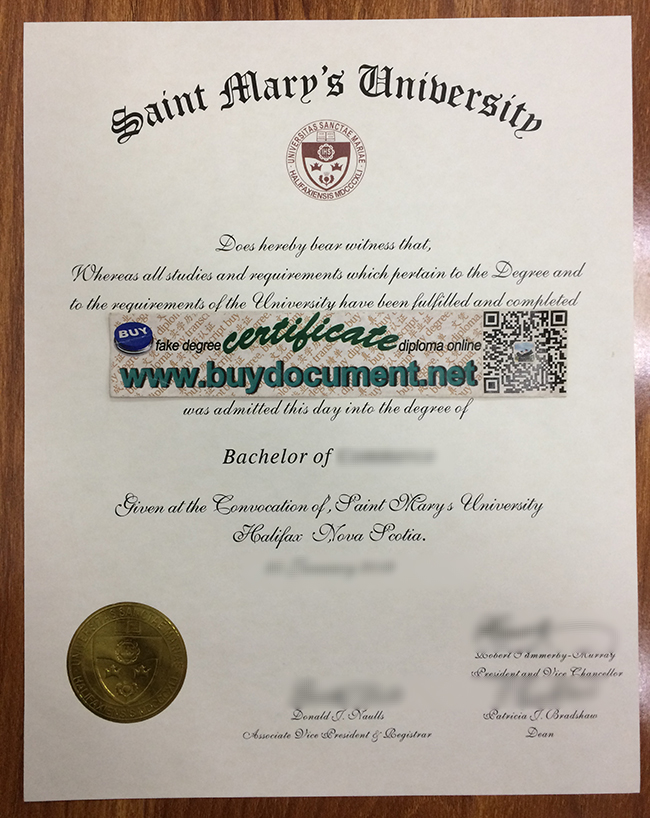 Saint Mary's University
UNIVERSITAS SANCTAE MARIAE
IHS
HALIFAXIENSIS MDCCCXLI
Does hereby bear witness that,
Whereas all studies and requirements which pertain to the Degree and
to the requirements of the University have been fulfilled and completed
BUY fake degree certificate diploma online
www.buydocument.net
was admitted this day into the degree of
Bachelor of
Given at the Convocation of, Saint Mary s University
Halifax Nova Scotia.
Robert Summerby-Murray
President and Vice Chancellor
Donald J. Naulls
Associate Vice President & Registrar
Patricia J. Bradshaw
Dean